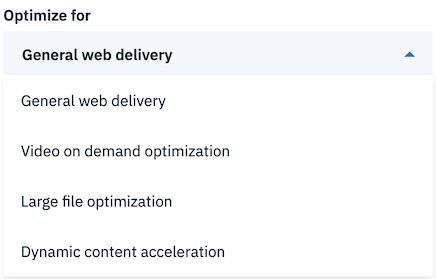 Optimize for
General web delivery
General web delivery
Video on demand optimization
Large file optimization
Dynamic content acceleration